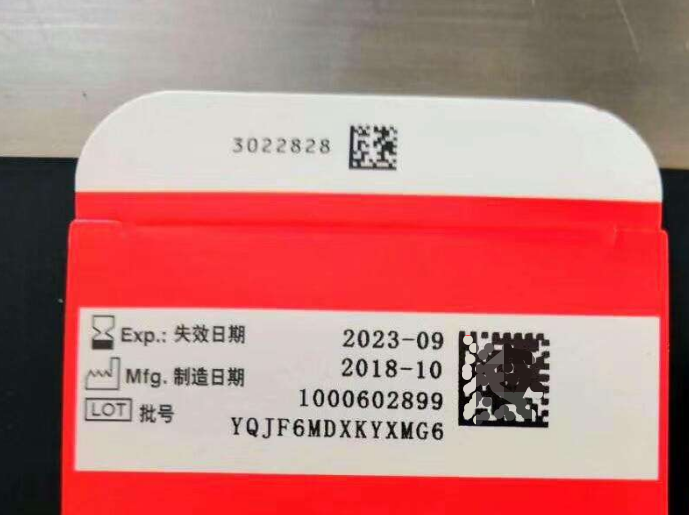 3022828
Exp.: 失效日期 2023-09
Mfg. 制造日期 2018-10
LOT 批号 1000602899
YQJF6MDXKYXMG6